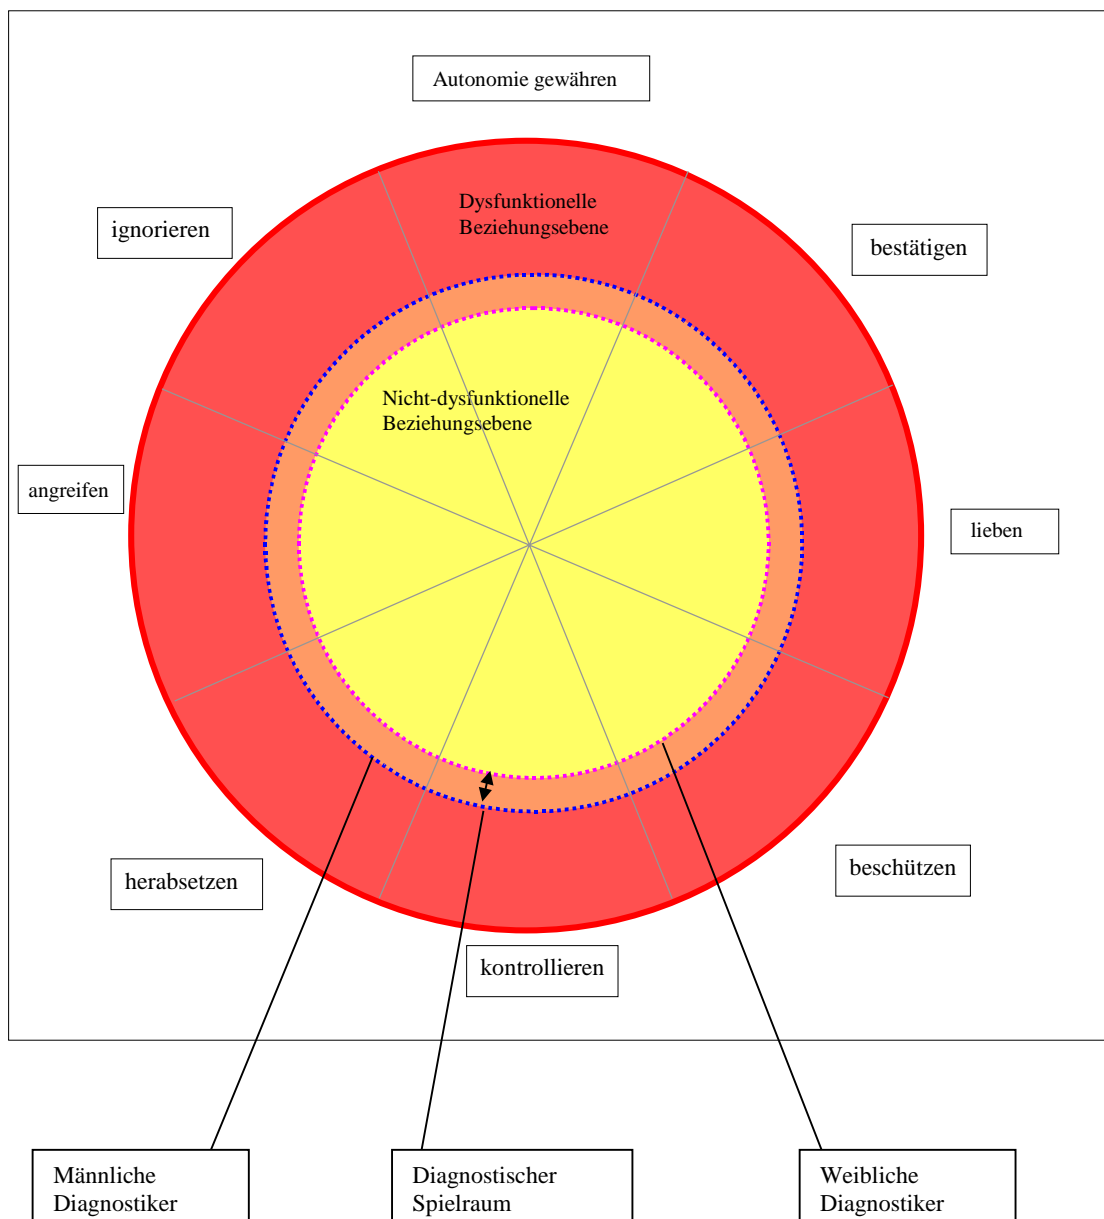 Autonomie gewähren
Dysfunktionelle
Beziehungsebene
ignorieren
bestätigen
Nicht-dysfunktionelle
Beziehungsebene
angreifen
lieben
herabsetzen
beschützen
kontrollieren
Männliche
Diagnostiker
Diagnostischer
Spielraum
Weibliche
Diagnostiker